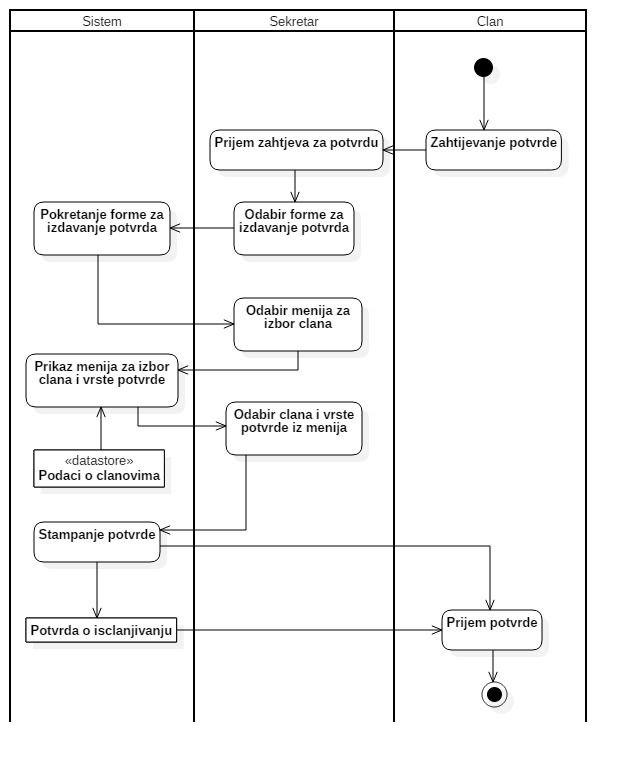 Sistem
Sekretar
Clan
Zahtijevanje potvrde
Prijem zahtjeva za potvrdu
Odabir forme za
izdavanje potvrda
Pokretanje forme za
izdavanje potvrda
Odabir menija za
izbor clana
Prikaz menija za izbor
clana i vrste potvrde
Odabir clana i vrste
potvrde iz menija
«datastore»
Podaci o clanovima
Stampanje potvrde
Potvrda o isclanjivanju
Prijem potvrde